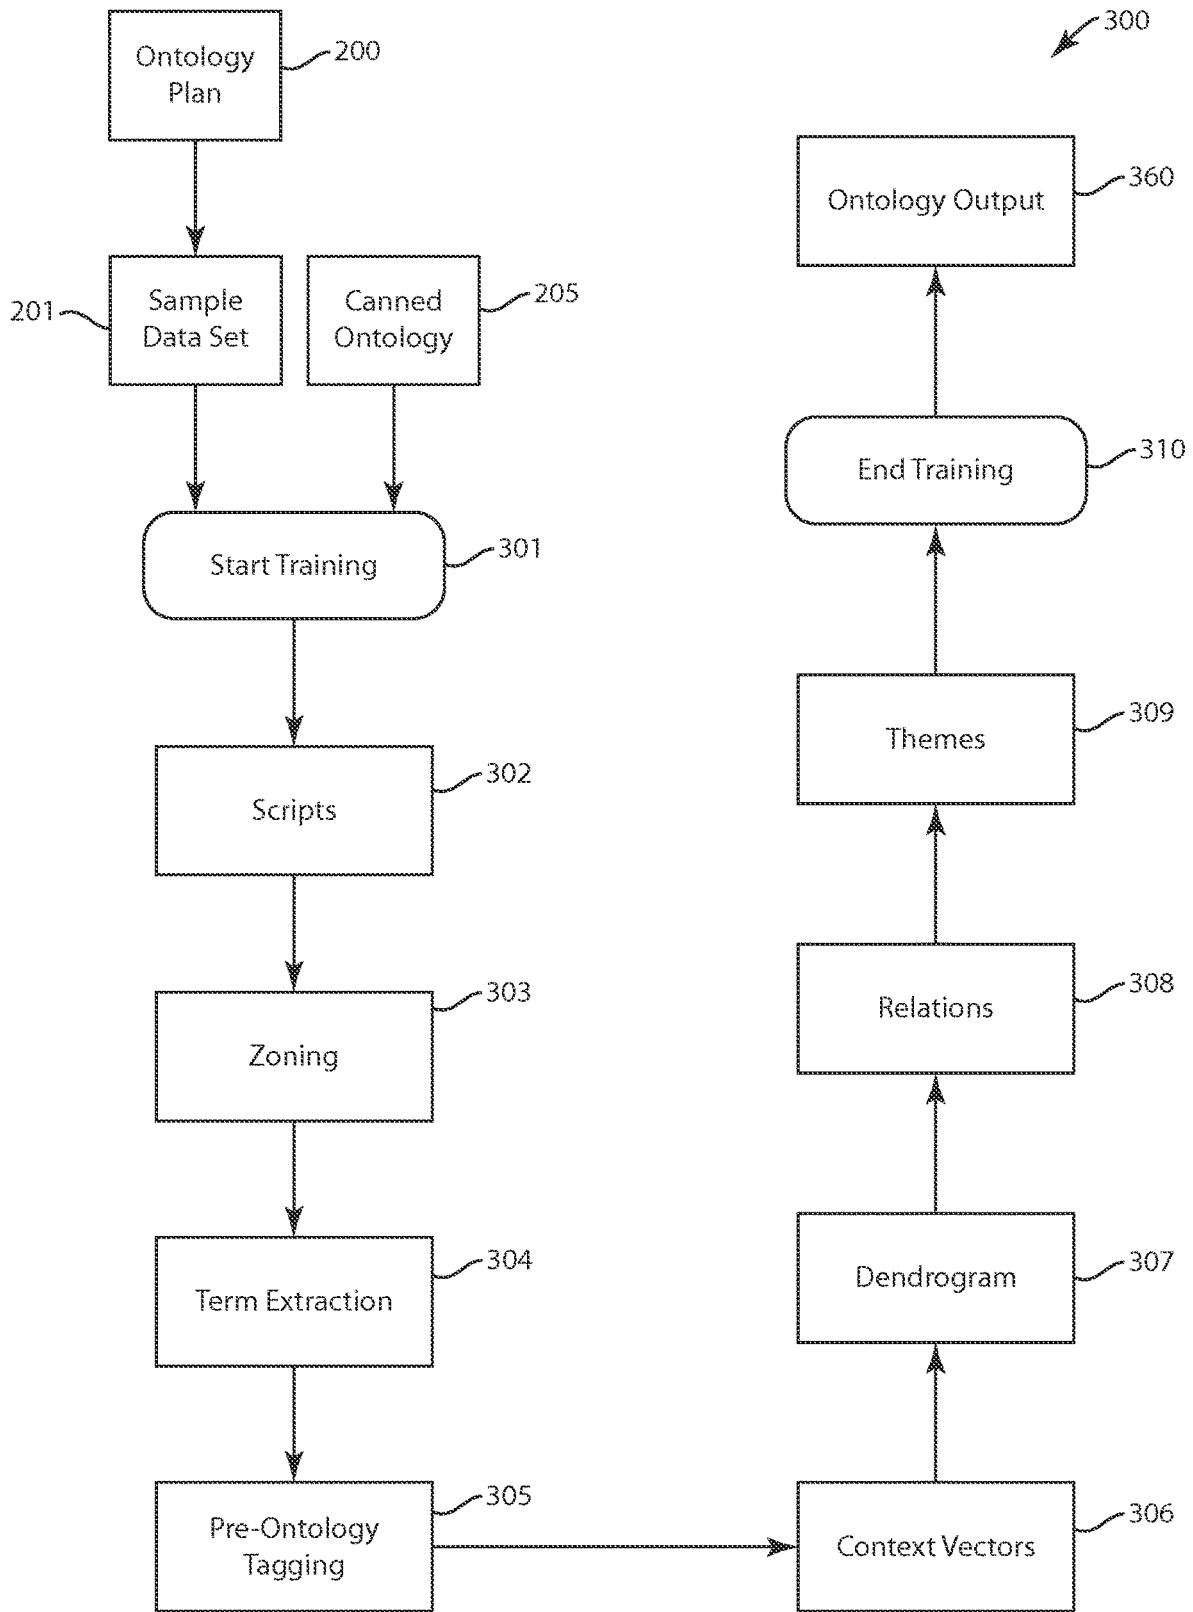 Ontology
Plan
200
Sample
Data Set
201
Canned
Ontology
205
Start Training
301
Scripts
302
Zoning
303
Term Extraction
304
Pre-Ontology
Tagging
305
300
Ontology Output
360
End Training
310
Themes
309
Relations
308
Dendrogram
307
Context Vectors
306